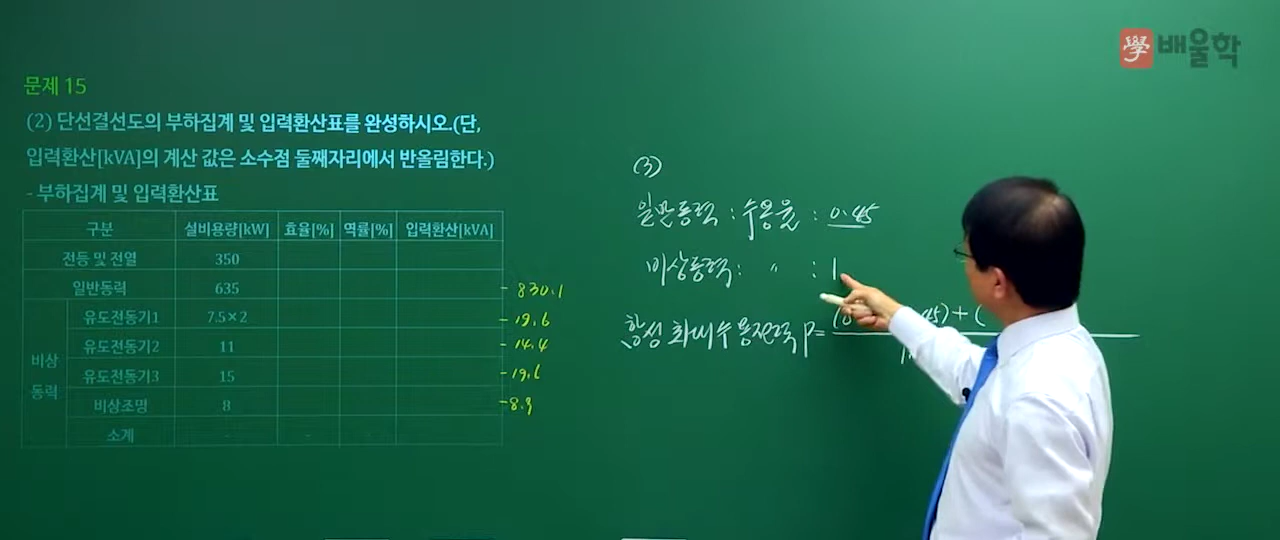 學 배울학
문제 15
(2) 단선결선도의 부하집계 및 입력환산표를 완성하시오.(단,
입력환산[kVA]의 계산 값은 소수점 둘째자리에서 반올림한다.)
- 부하집계 및 입력환산표
구분 설비용량[kW] 효율[%] 역률[%] 입력환산[kVA]
전등 및 전열 350
일반동력 635 - 830.1
비상동력
유도전동기1 7.5×2 - 19.6
유도전동기2 11 - 14.4
유도전동기3 15 - 19.6
비상조명 8 - 8.9
소계 -
(3)
일반동력 : 수용율 : 0.45
비상동력 : 〃 : 1
합성 최대수용전력 P= 45) + (